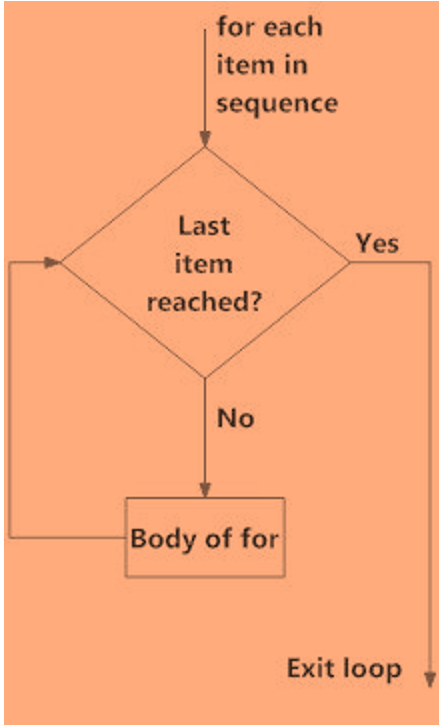 for each
item in
sequence
Last
item
reached?
Yes
No
Body of for
Exit loop